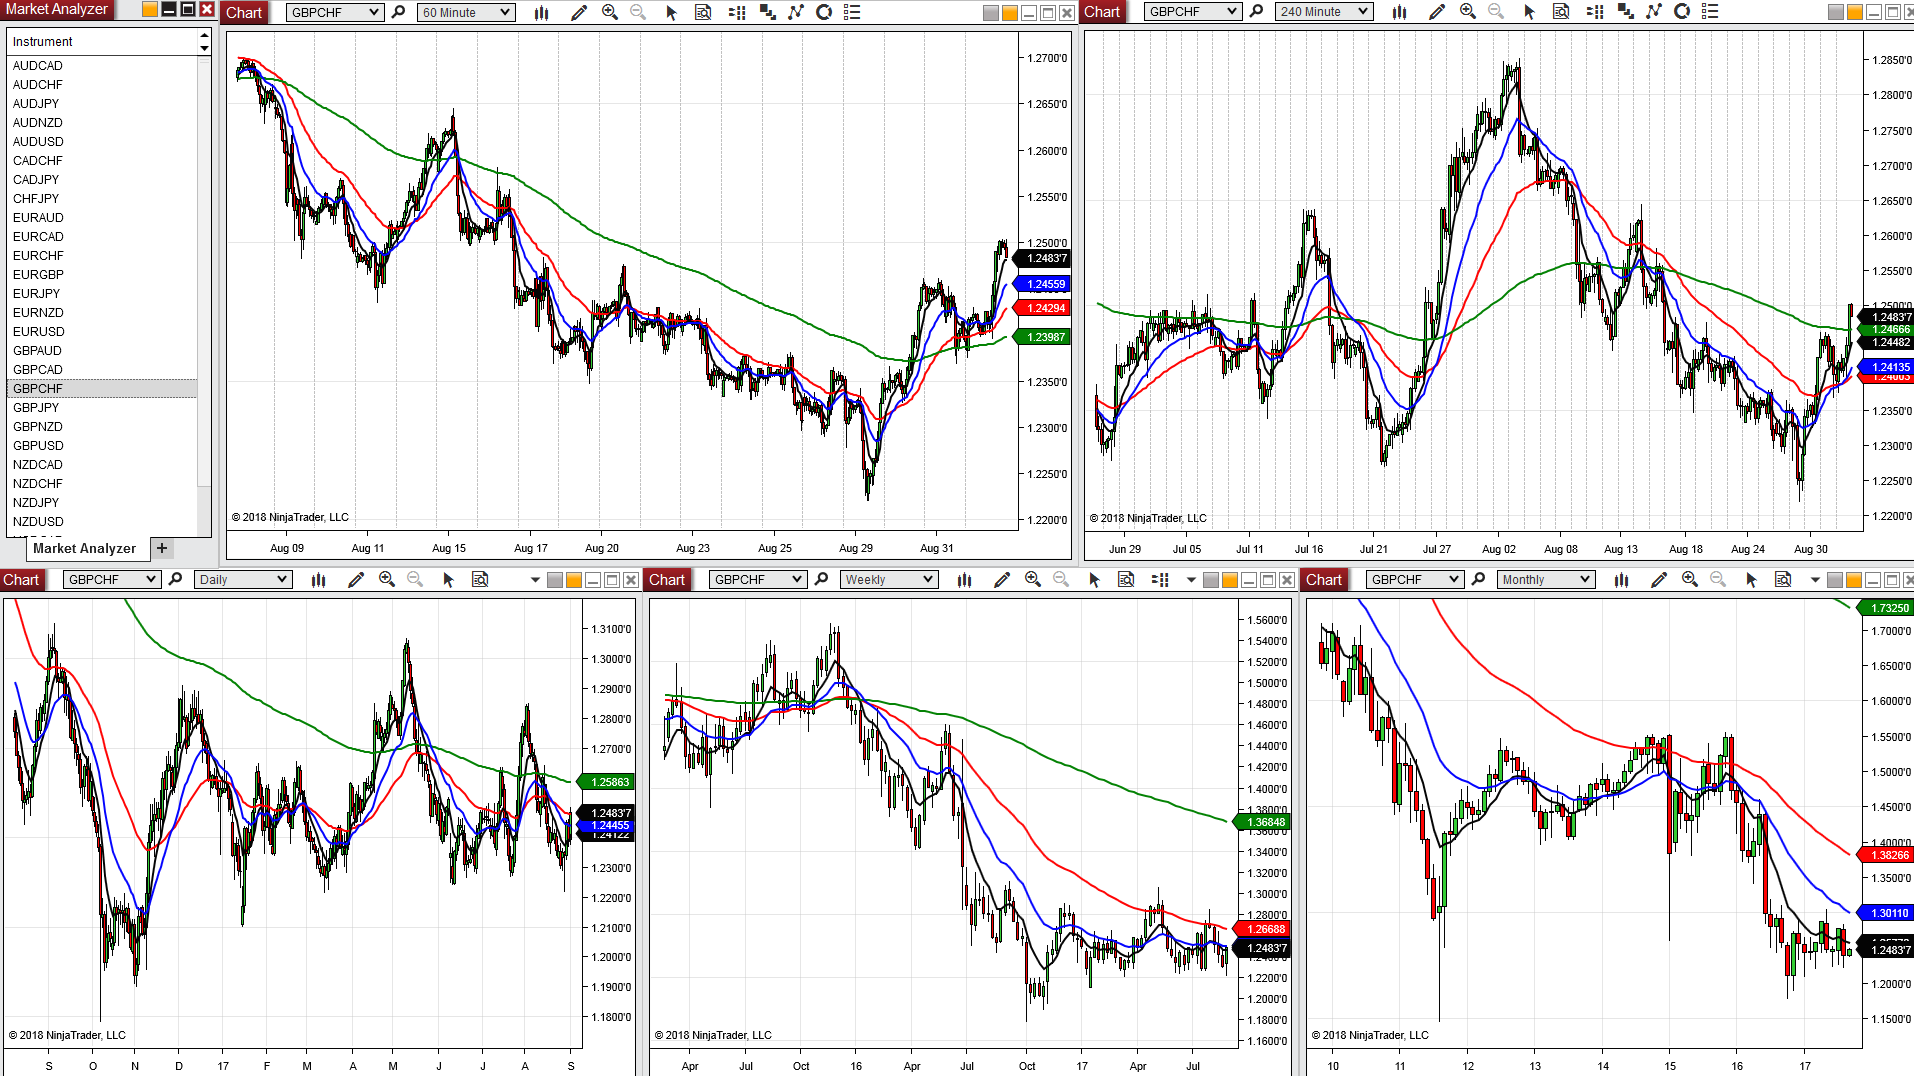 Market Analyzer
Instrument
AUDCAD
AUDCHF
AUDJPY
AUDNZD
AUDUSD
CADCHF
CADJPY
CHFJPY
EURAUD
EURCAD
EURCHF
EURGBP
EURJPY
EURNZD
EURUSD
GBPAUD
GBPCAD
GBPCHF
GBPJPY
GBPNZD
GBPUSD
NZDCAD
NZDCHF
NZDJPY
NZDUSD
Market Analyzer +
Chart GBPCHF 60 Minute
1.2700'0
1.2650'0
1.2600'0
1.2550'0
1.2500'0
1.2483'7
1.24559
1.24294
1.23987
1.2350'0
1.2300'0
1.2250'0
1.2200'0
© 2018 NinjaTrader, LLC
Aug 09 Aug 11 Aug 15 Aug 17 Aug 20 Aug 23 Aug 25 Aug 29 Aug 31
Chart GBPCHF 240 Minute
1.2850'0
1.2800'0
1.2750'0
1.2700'0
1.2650'0
1.2600'0
1.2550'0
1.2500'0
1.2483'7
1.24666
1.24482
1.24135
1.2350'0
1.2300'0
1.2250'0
1.2200'0
© 2018 NinjaTrader, LLC
Jun 29 Jul 05 Jul 11 Jul 16 Jul 21 Jul 27 Aug 02 Aug 08 Aug 13 Aug 18 Aug 24 Aug 30
Chart GBPCHF Daily
1.3100'0
1.3000'0
1.2900'0
1.2800'0
1.2700'0
1.25863
1.2483'7
1.24455
1.24122
1.2300'0
1.2200'0
1.2100'0
1.2000'0
1.1900'0
1.1800'0
© 2018 NinjaTrader, LLC
S O N D 17 F M A M J J A S
Chart GBPCHF Weekly
1.5600'0
1.5400'0
1.5200'0
1.5000'0
1.4800'0
1.4600'0
1.4400'0
1.4200'0
1.4000'0
1.3800'0
1.36848
1.3600'0
1.3400'0
1.3200'0
1.3000'0
1.2800'0
1.26688
1.2483'7
1.2200'0
1.2000'0
1.1800'0
1.1600'0
© 2018 NinjaTrader, LLC
Apr Jul Oct 16 Apr Jul Oct 17 Apr Jul
Chart GBPCHF Monthly
1.73250
1.7000'0
1.6500'0
1.6000'0
1.5500'0
1.5000'0
1.4500'0
1.4000'0
1.38266
1.3500'0
1.30110
1.2483'7
1.2000'0
1.1500'0
© 2018 NinjaTrader, LLC
10 11 12 13 14 15 16 17